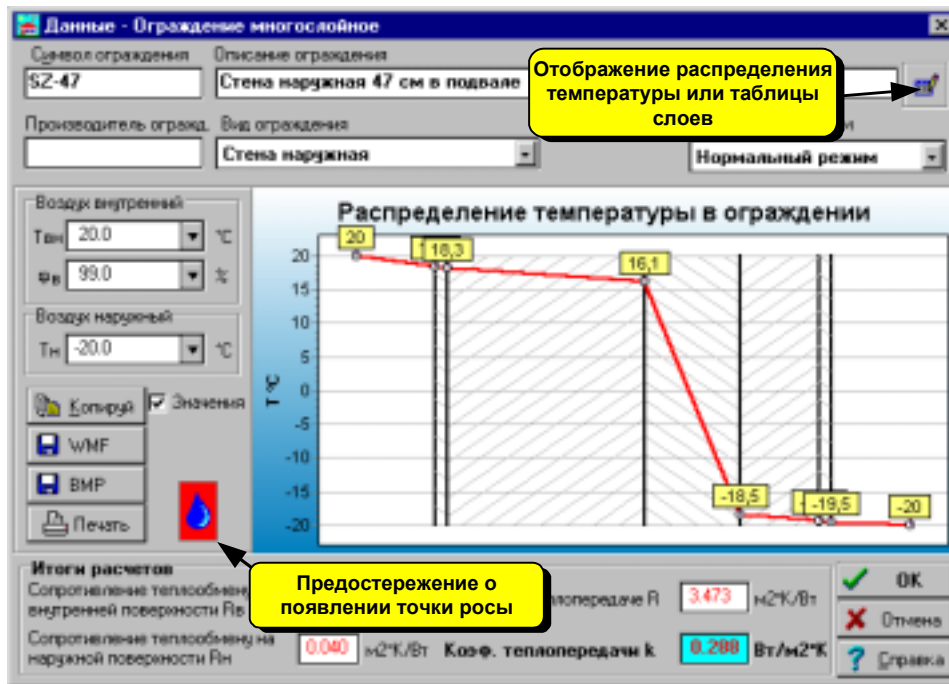 Данные - Ограждение многослойное
Символ ограждения Описание ограждения
SZ-47 Стена наружная 47 см в подвале
Отображение распределения
температуры или таблицы
слоев
Производитель огражд. Вид ограждения
Стена наружная Нормальный режим
Воздух внутренний
Tвн 20.0 °C
φв 99.0 %
Воздух наружный
Tн -20.0 °C
Копируй Значения
WMF
BMP
Печать
Распределение температуры в ограждении
T °C
20
15
10
5
0
-5
-10
-15
-20
20 18,3 16,1 -18,5 -19,5 -20
Предостережение о
появлении точки росы
Итоги расчетов
Сопротивление теплообмену
внутренней поверхности Rв
теплопередаче R 3.473 м2*K/Вт
Сопротивление теплообмену на
наружной поверхности Rн 0.040 м2*K/Вт Коэф. теплопередачи k 0.288 Вт/м2*K
OK
Отмена
Справка